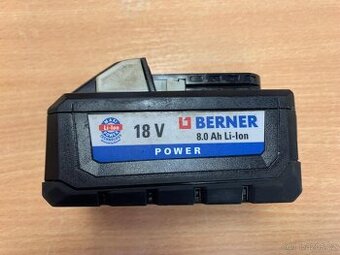 Li-Ion
18 V
BERNER
8.0 Ah Li-Ion
POWER